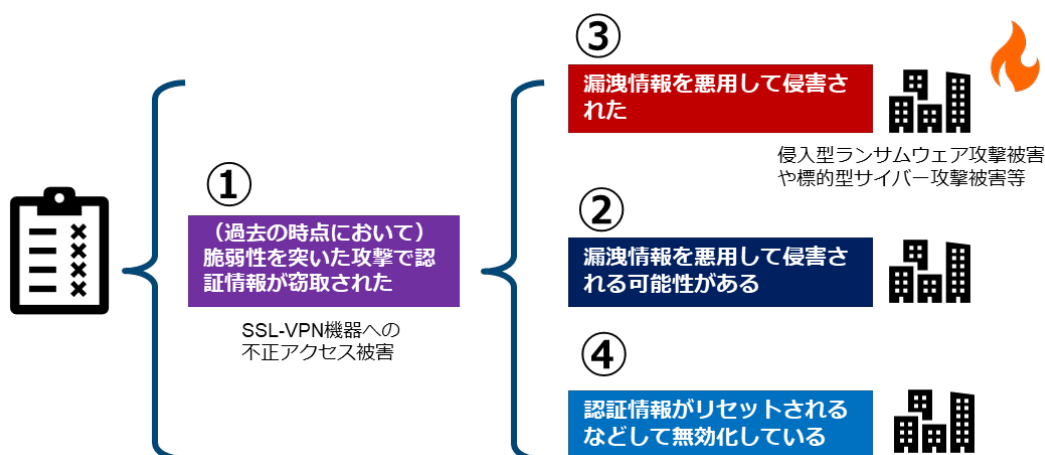 ③
漏洩情報を悪用して侵害さ
れた
侵入型ランサムウェア攻撃被害
や標的型サイバー攻撃被害等
①
（過去の時点において）
脆弱性を突いた攻撃で認
証情報が窃取された
SSL-VPN機器への
不正アクセス被害
②
漏洩情報を悪用して侵害さ
れる可能性がある
④
認証情報がリセットされる
などして無効化している